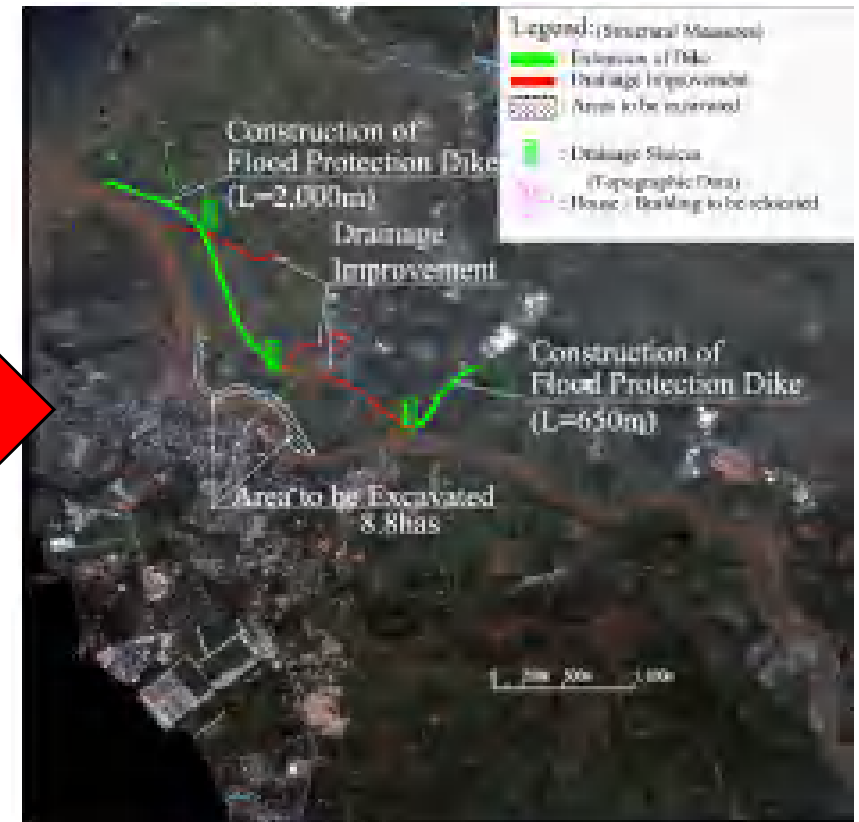 Legend: (Structural Measures)
: Extension of Dike
: Drainage Improvement
: Areas to be excavated
: Drainage Sluices
(Topographic Data)
: House / Building to be relocated
Construction of
Flood Protection Dike
(L=2,000m)
Drainage
Improvement
Construction of
Flood Protection Dike
(L=650m)
Area to be Excavated
8.8has
500m